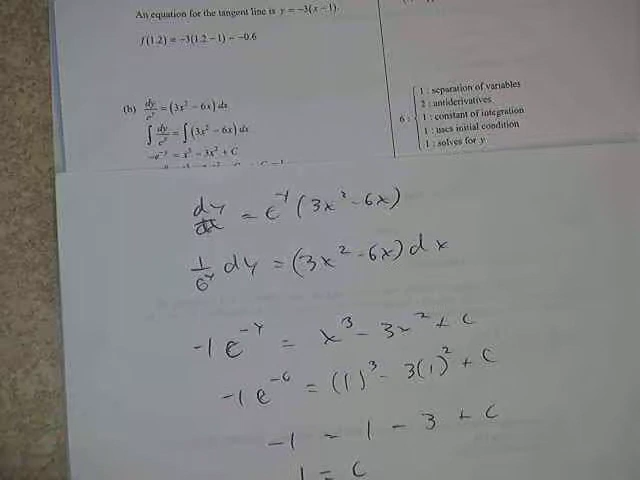 An equation for the tangent line is y = −3(x − 1)
f(1.2) = −3(1.2 − 1) = −0.6
(b) dy/e^y = (3x² − 6x) dx
∫ dy/e^y = ∫ (3x² − 6x) dx
−e^−y = x³ − 3x² + C
6 :
1 : separation of variables
2 : antiderivatives
1 : constant of integration
1 : uses initial condition
1 : solves for y
dy/dx = e^y (3x² − 6x)
1/e^y dy = (3x² − 6x) dx
−1 e^−y = x³ − 3x² + C
−1 e^−0 = (1)³ − 3(1)² + C
−1 = 1 − 3 + C
1 = C